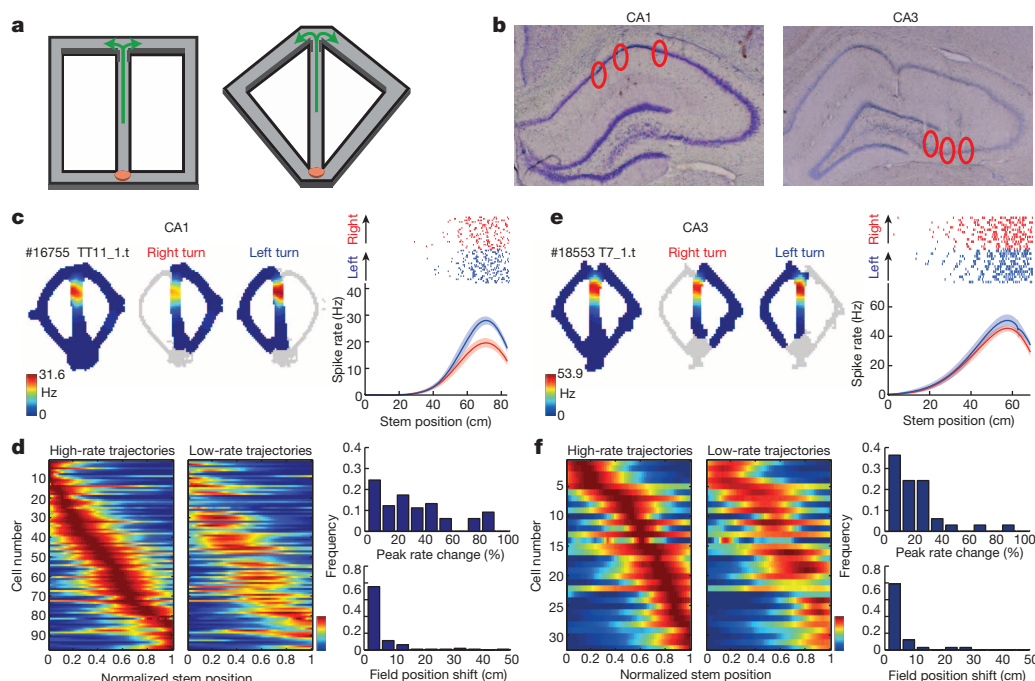 a
b
CA1
CA3
c
CA1
#16755 TT11_1.t
Right turn
Left turn
31.6
Hz
0
Right
Left
Spike rate (Hz)
40
30
20
10
0
0 20 40 60 80
Stem position (cm)
e
CA3
#18553 T7_1.t
Right turn
Left turn
53.9
Hz
0
Right
Left
Spike rate (Hz)
60
40
20
0
0 20 40 60
Stem position (cm)
d
High-rate trajectories
Low-rate trajectories
Cell number
10
20
30
40
50
60
70
80
90
0 0.2 0.4 0.6 0.8 1
0 0.2 0.4 0.6 0.8 1
Normalized stem position
Frequency
0.4
0.3
0.2
0.1
0
0 20 40 60 80 100
Peak rate change (%)
0.8
0.6
0.4
0.2
0
0 10 20 30 40 50
Field position shift (cm)
f
High-rate trajectories
Low-rate trajectories
Cell number
5
10
15
20
25
30
0 0.2 0.4 0.6 0.8 1
0 0.2 0.4 0.6 0.8 1
Normalized stem position
Frequency
0.4
0.3
0.2
0.1
0
0 20 40 60 80 100
Peak rate change (%)
0.8
0.6
0.4
0.2
0
0 10 20 30 40 50
Field position shift (cm)